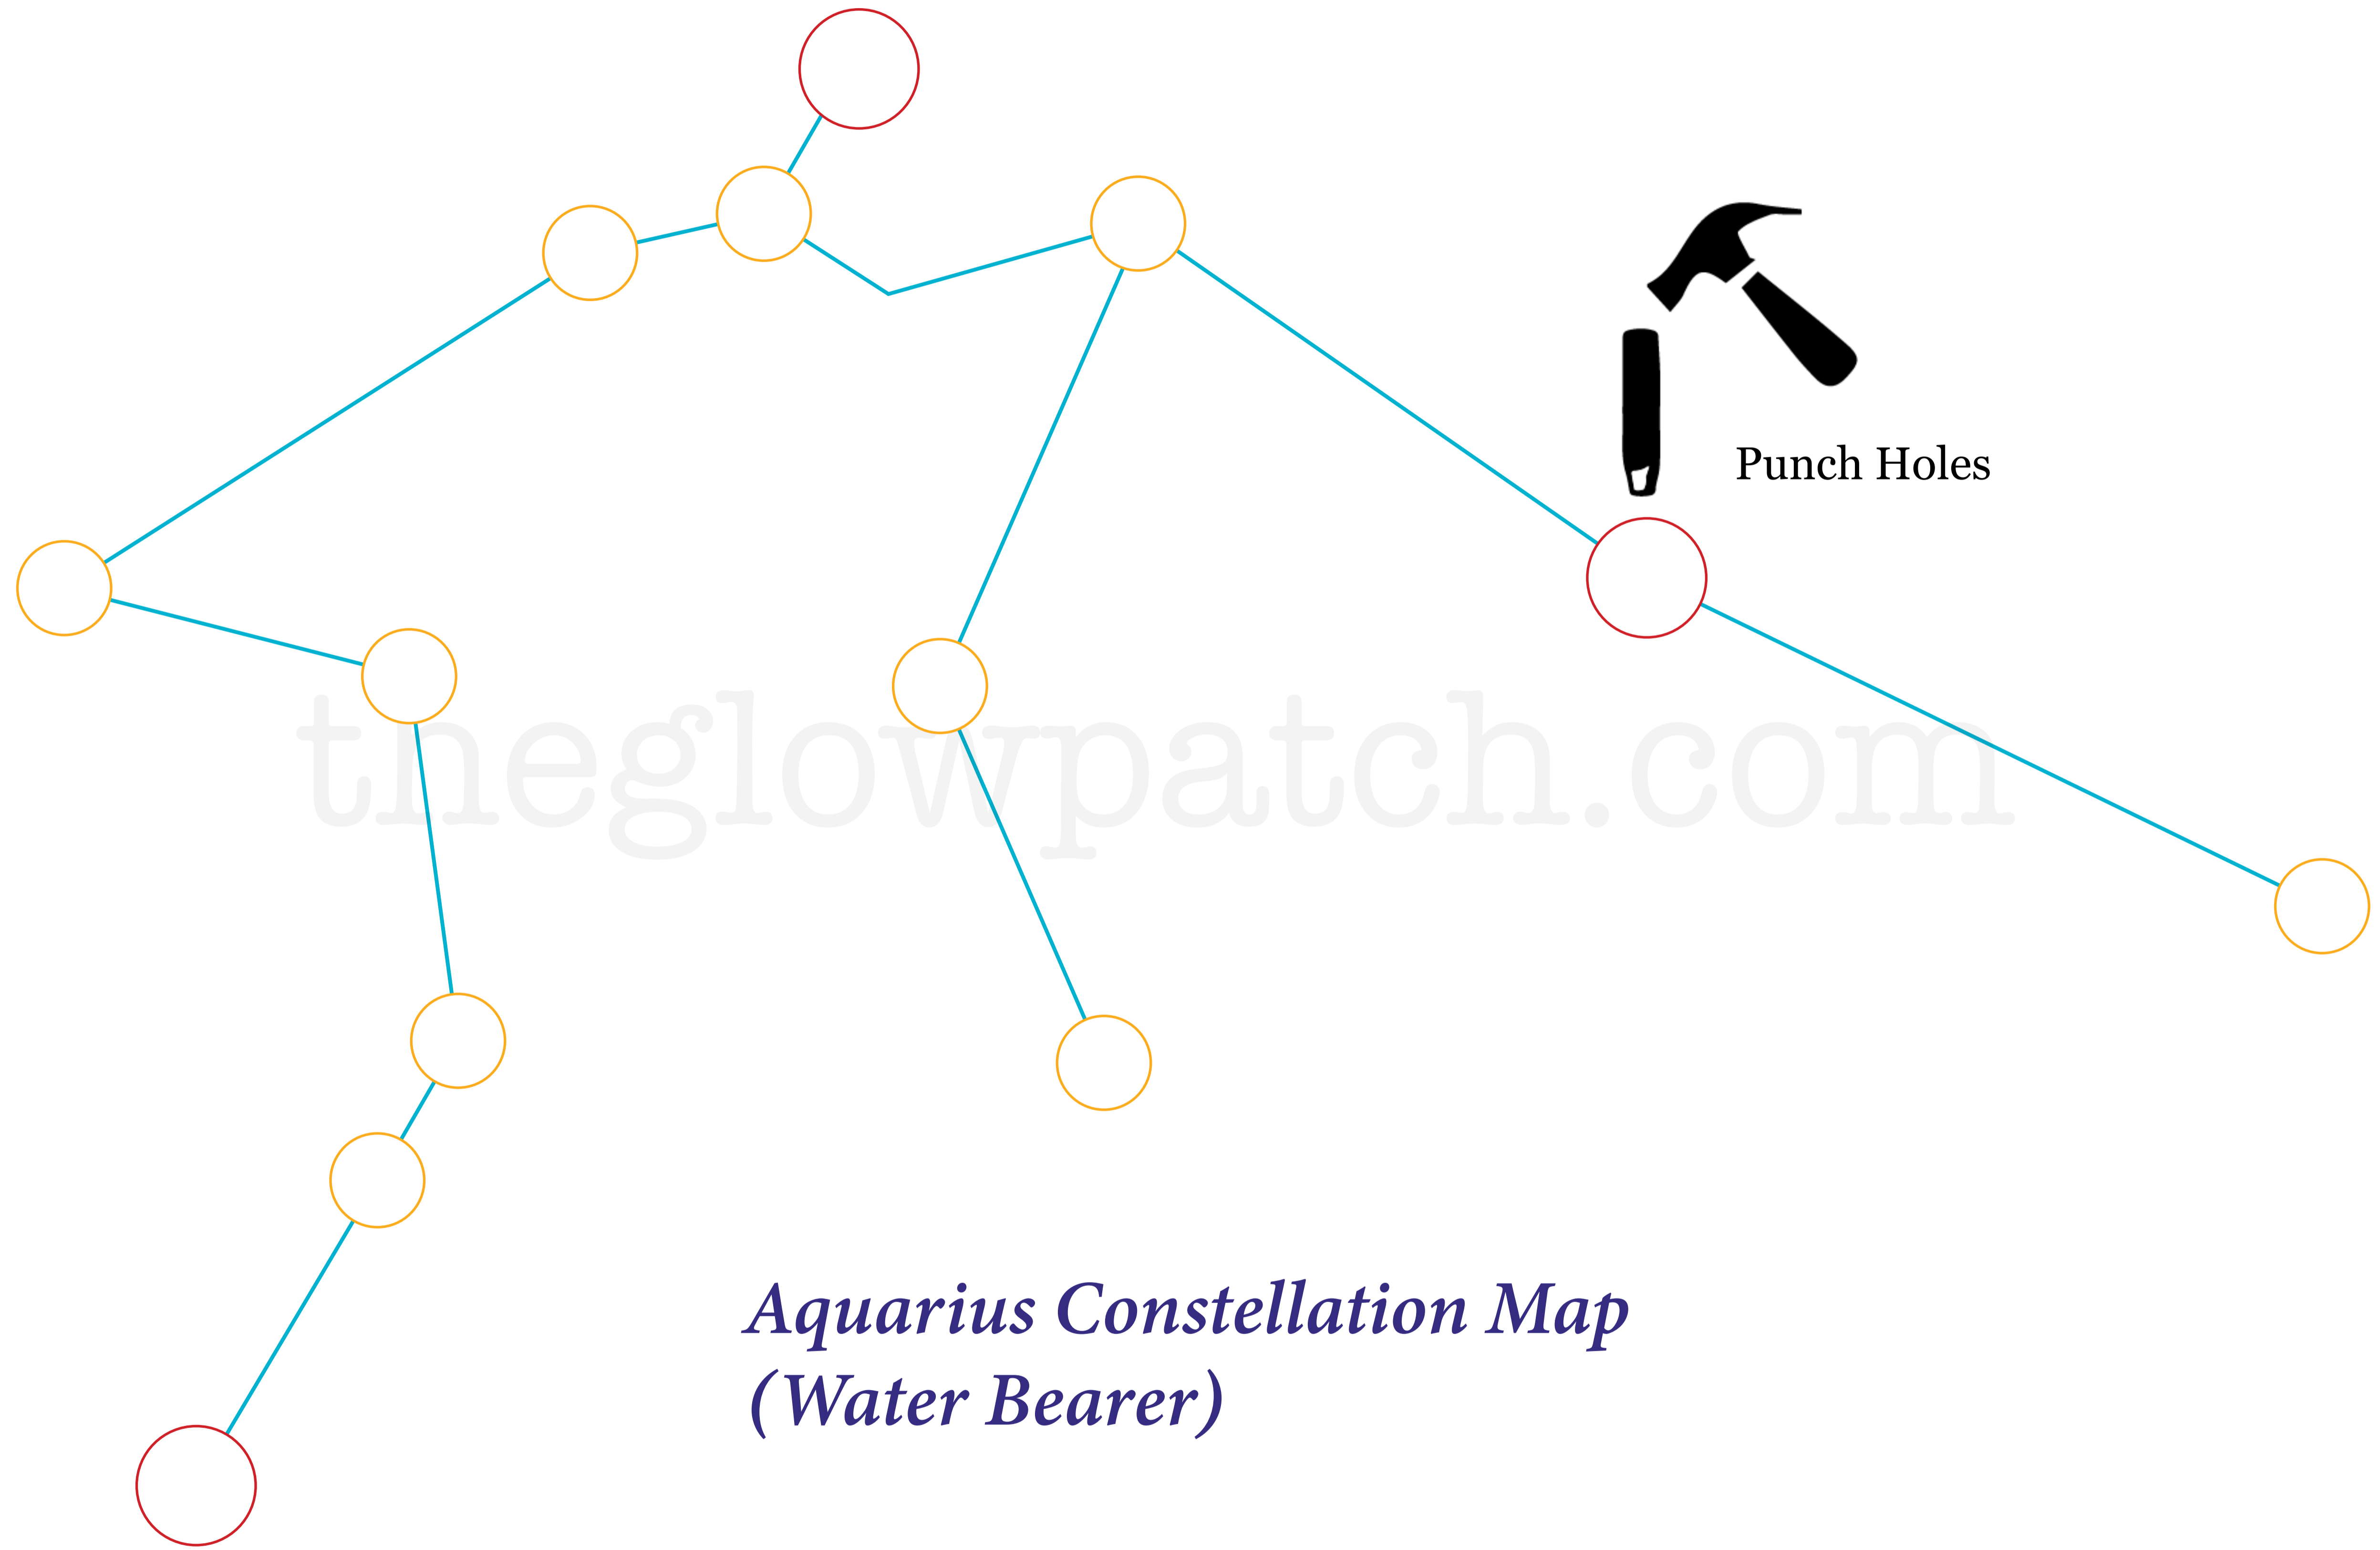 Punch Holes
theglowpatch.com
Aquarius Constellation Map
(Water Bearer)